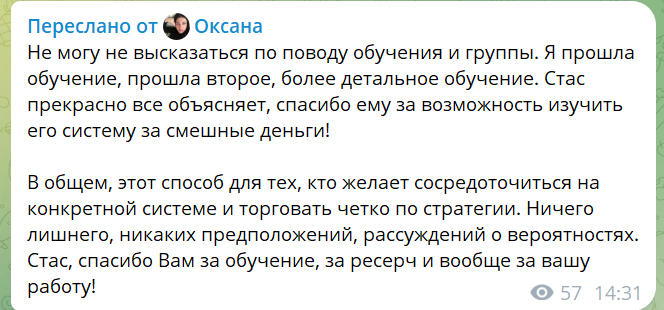 Переслано от Оксана
Не могу не высказаться по поводу обучения и группы. Я прошла
обучение, прошла второе, более детальное обучение. Стас
прекрасно все объясняет, спасибо ему за возможность изучить
его систему за смешные деньги!
В общем, этот способ для тех, кто желает сосредоточиться на
конкретной системе и торговать четко по стратегии. Ничего
лишнего, никаких предположений, рассуждений о вероятностях.
Стас, спасибо Вам за обучение, за ресерч и вообще за вашу
работу!
57 14:31